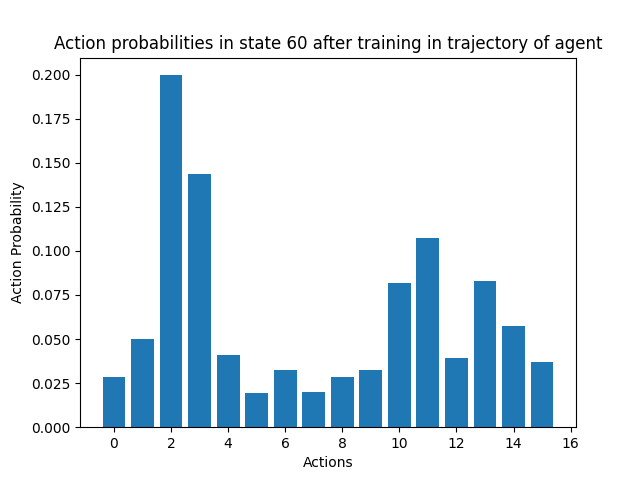 Action probabilities in state 60 after training in trajectory of agent
0.200
0.175
0.150
0.125
0.100
0.075
0.050
0.025
0.000
Action Probability
0 2 4 6 8 10 12 14 16
Actions